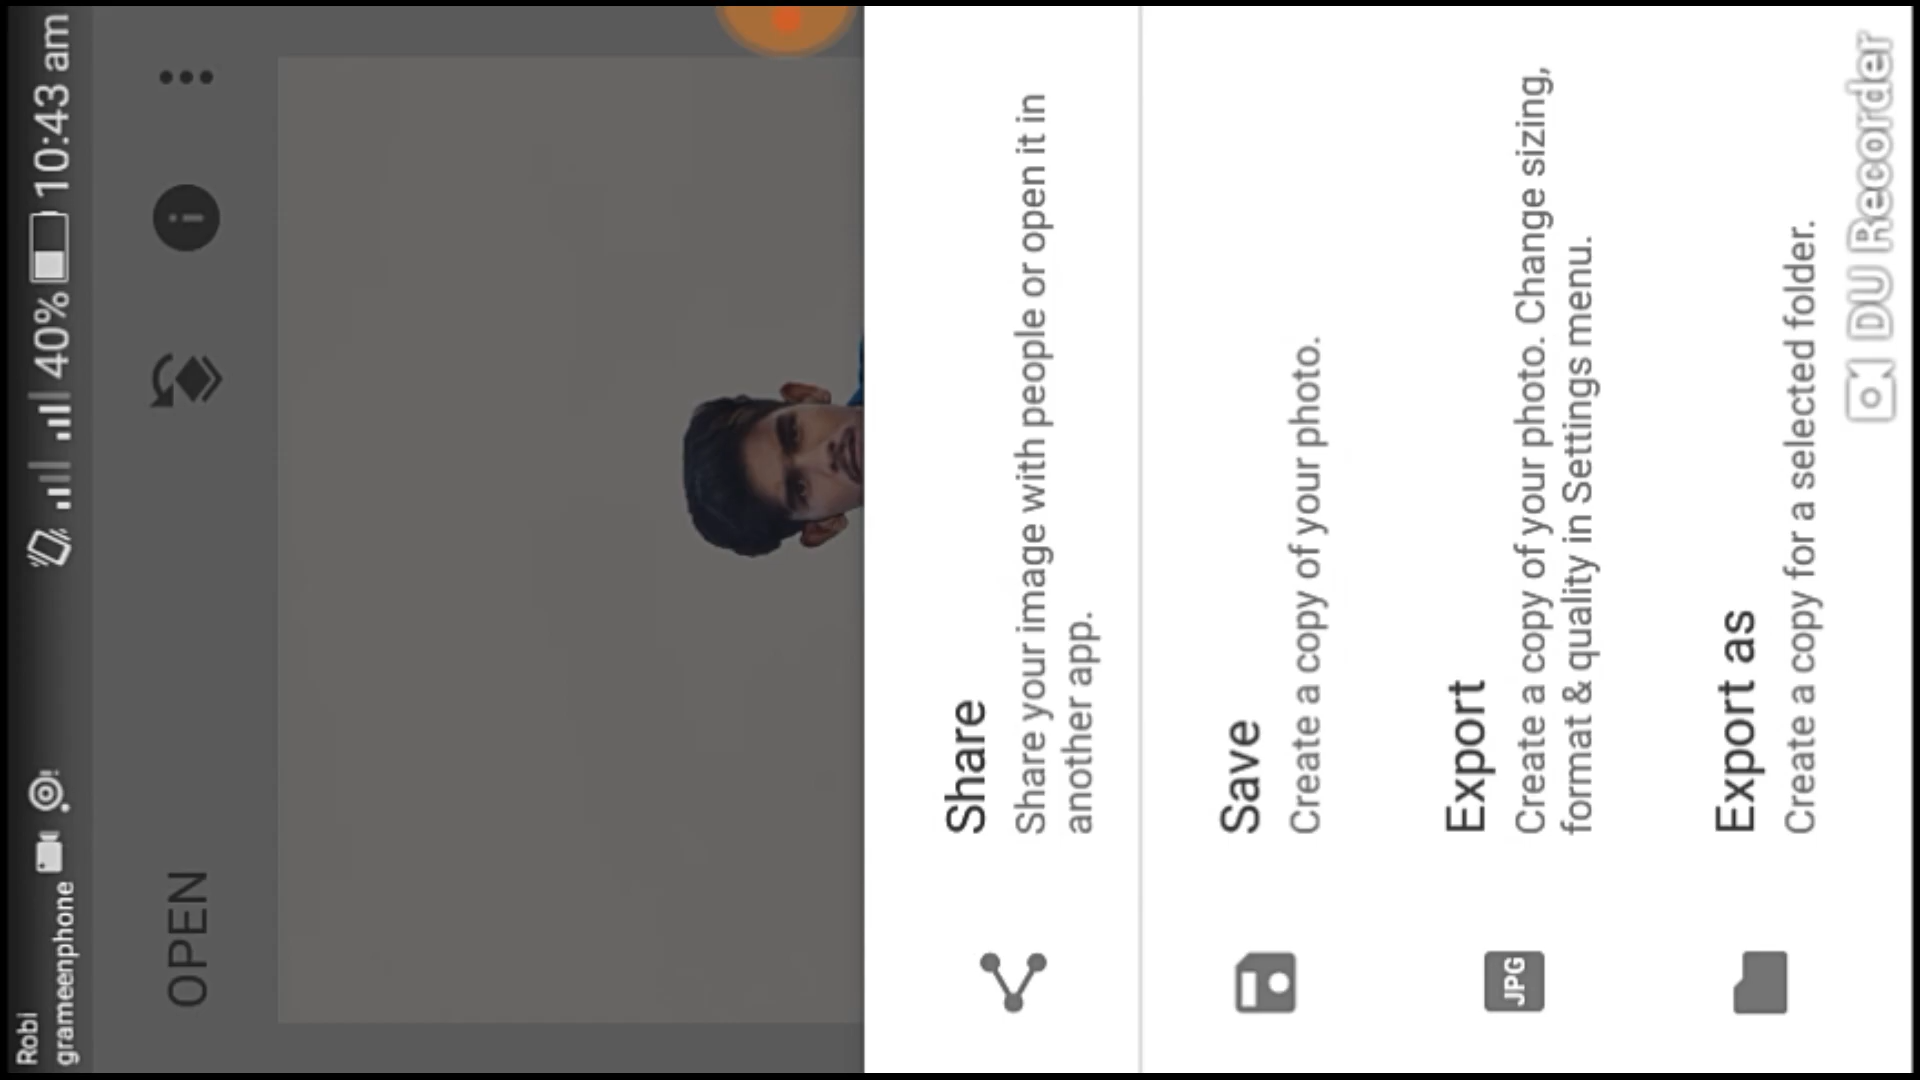 Robi
grameenphone
40%
10:43 am
OPEN
Share
Share your image with people or open it in
another app.
Save
Create a copy of your photo.
JPG
Export
Create a copy of your photo. Change sizing,
format & quality in Settings menu.
Export as
Create a copy for a selected folder.
DU Recorder